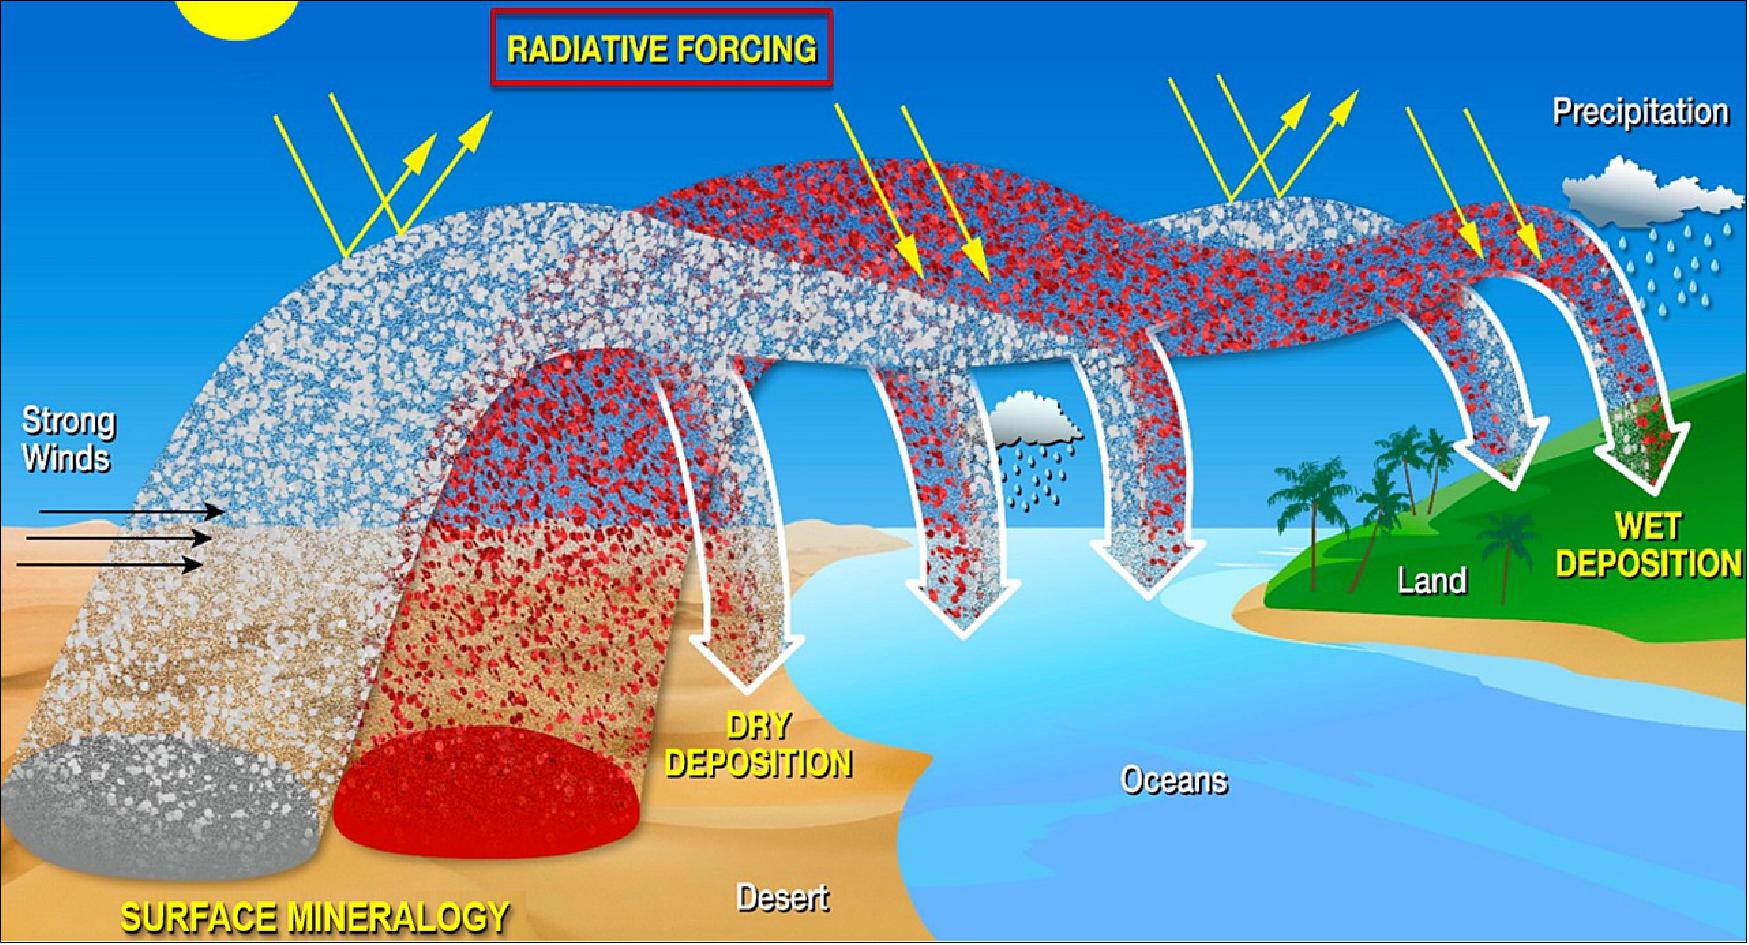 RADIATIVE FORCING
Precipitation
Strong
Winds
WET
DEPOSITION
Land
DRY
DEPOSITION
Oceans
Desert
SURFACE MINERALOGY